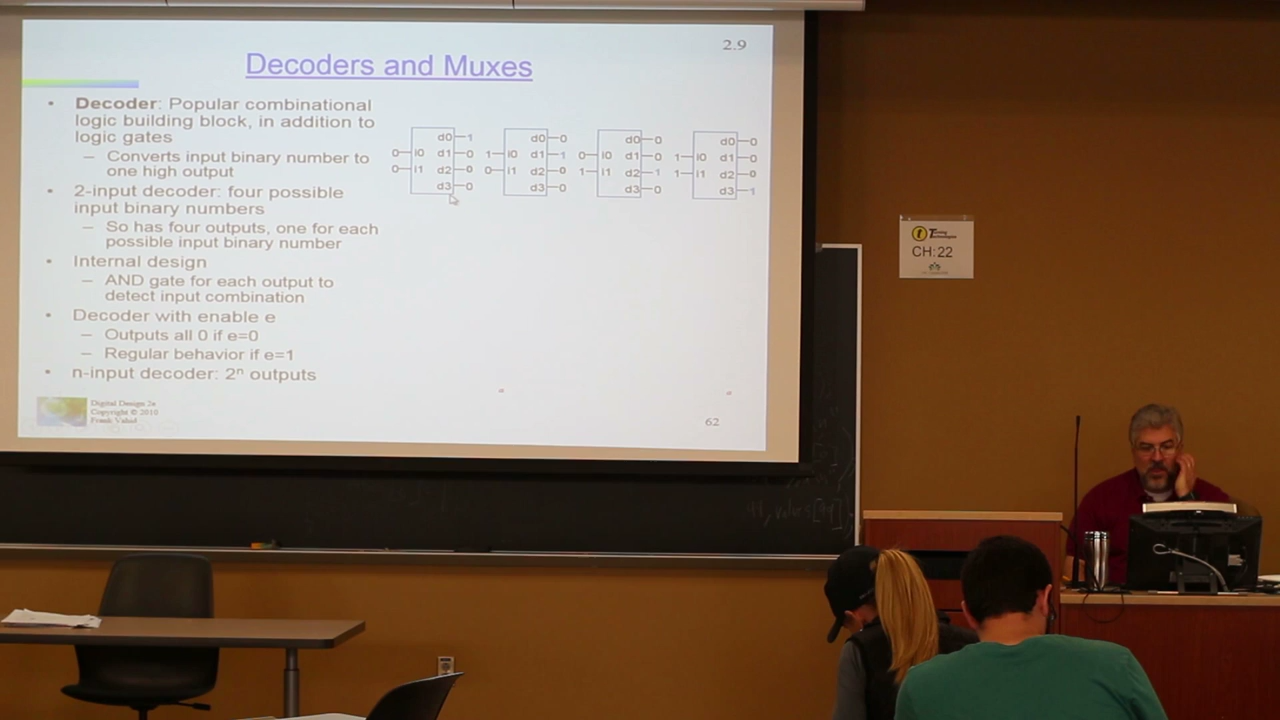 2.9
Decoders and Muxes
• Decoder: Popular combinational
logic building block, in addition to
logic gates
– Converts input binary number to
one high output
• 2-input decoder: four possible
input binary numbers
– So has four outputs, one for each
possible input binary number
• Internal design
– AND gate for each output to
detect input combination
• Decoder with enable e
– Outputs all 0 if e=0
– Regular behavior if e=1
• n-input decoder: 2ⁿ outputs
d0 1
0 i0 d1 0
0 i1 d2 0
d3 0
d0 0
1 i0 d1 1
0 i1 d2 0
d3 0
d0 0
0 i0 d1 0
1 i1 d2 1
d3 0
d0 0
1 i0 d1 0
1 i1 d2 0
d3 1
a
a
Digital Design 2e
Copyright © 2010
Frank Vahid
62
Turning
Technologies
CH:22